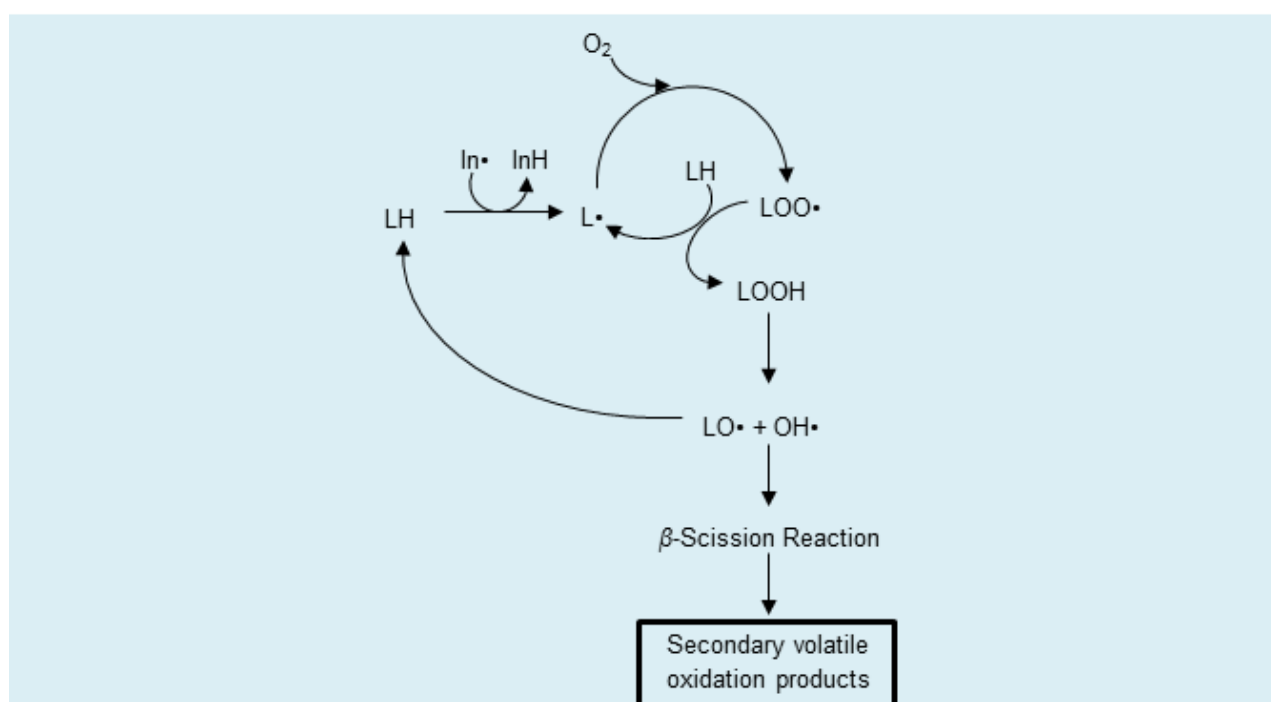 O₂
In• InH
LH
LH
L•
LOO•
LOOH
LO• + OH•
β-Scission Reaction
Secondary volatile
oxidation products